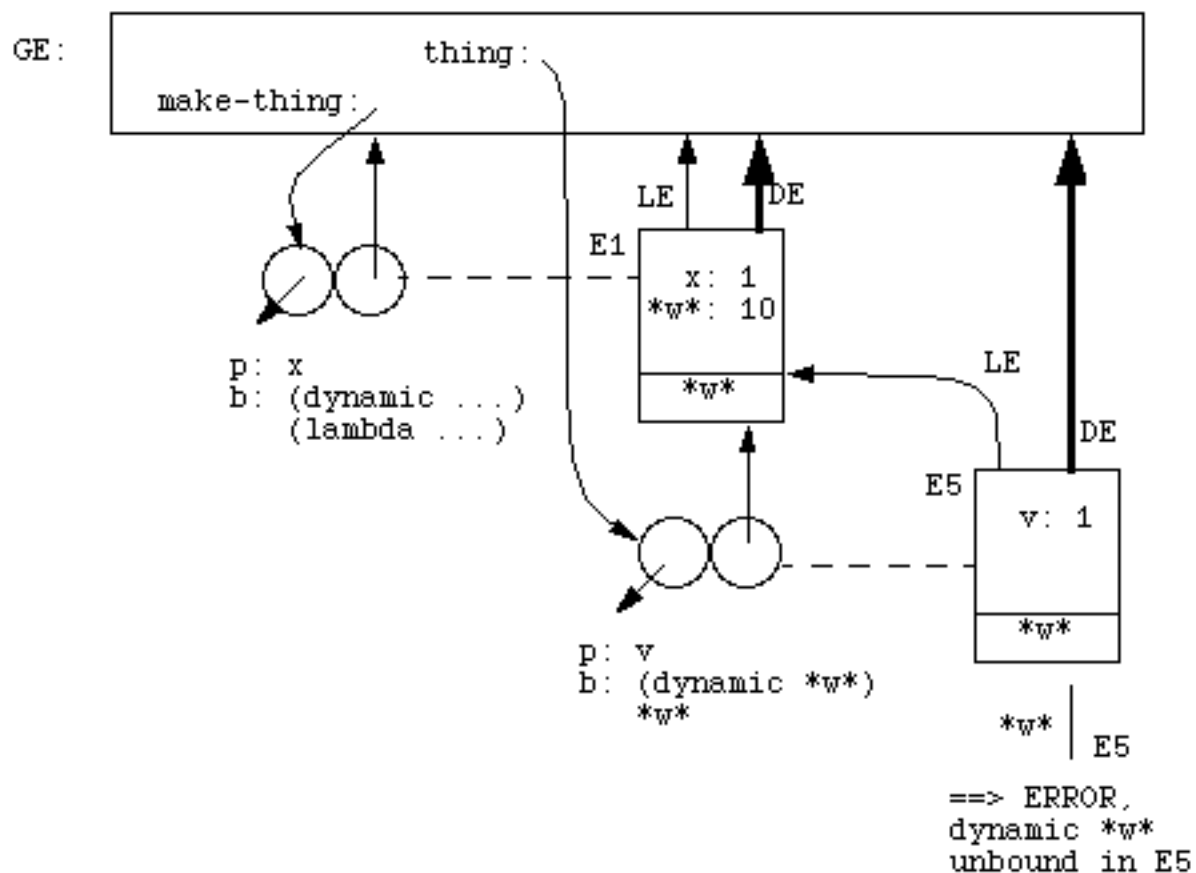 GE:
thing:
make-thing:
LE
DE
E1
x: 1
*w*: 10
*w*
p: x
b: (dynamic ...)
(lambda ...)
LE
DE
E5
v: 1
*w*
p: v
b: (dynamic *w*)
*w*
*w*
E5
==> ERROR,
dynamic *w*
unbound in E5